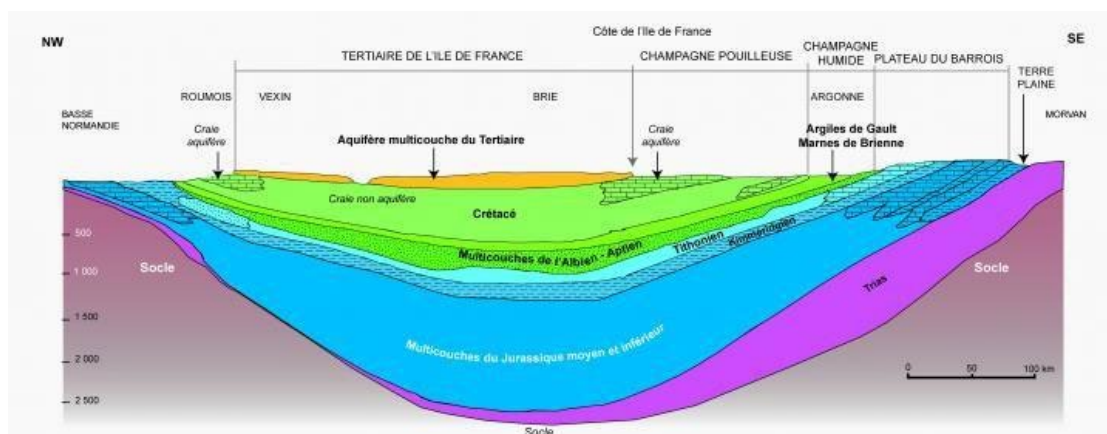 NW
Côte de l'Ile de France
SE
TERTIAIRE DE L'ILE DE FRANCE
CHAMPAGNE POUILLEUSE
CHAMPAGNE
HUMIDE
PLATEAU DU BARROIS
TERRE
PLAINE
ROUMOIS
VEXIN
BRIE
ARGONNE
BASSE
NORMANDIE
MORVAN
Craie
aquifère
Aquifère multicouche du Tertiaire
Craie
aquifère
Argiles de Gault
Marnes de Brienne
Craie non aquifère
Crétacé
Multicouches de l'Albien - Aptien
Tithonien
Kimméridgien
500
1 000
1 500
2 000
2 500
Socle
Socle
Trias
Multicouches du Jurassique moyen et inférieur
0
50
100 km
Socle